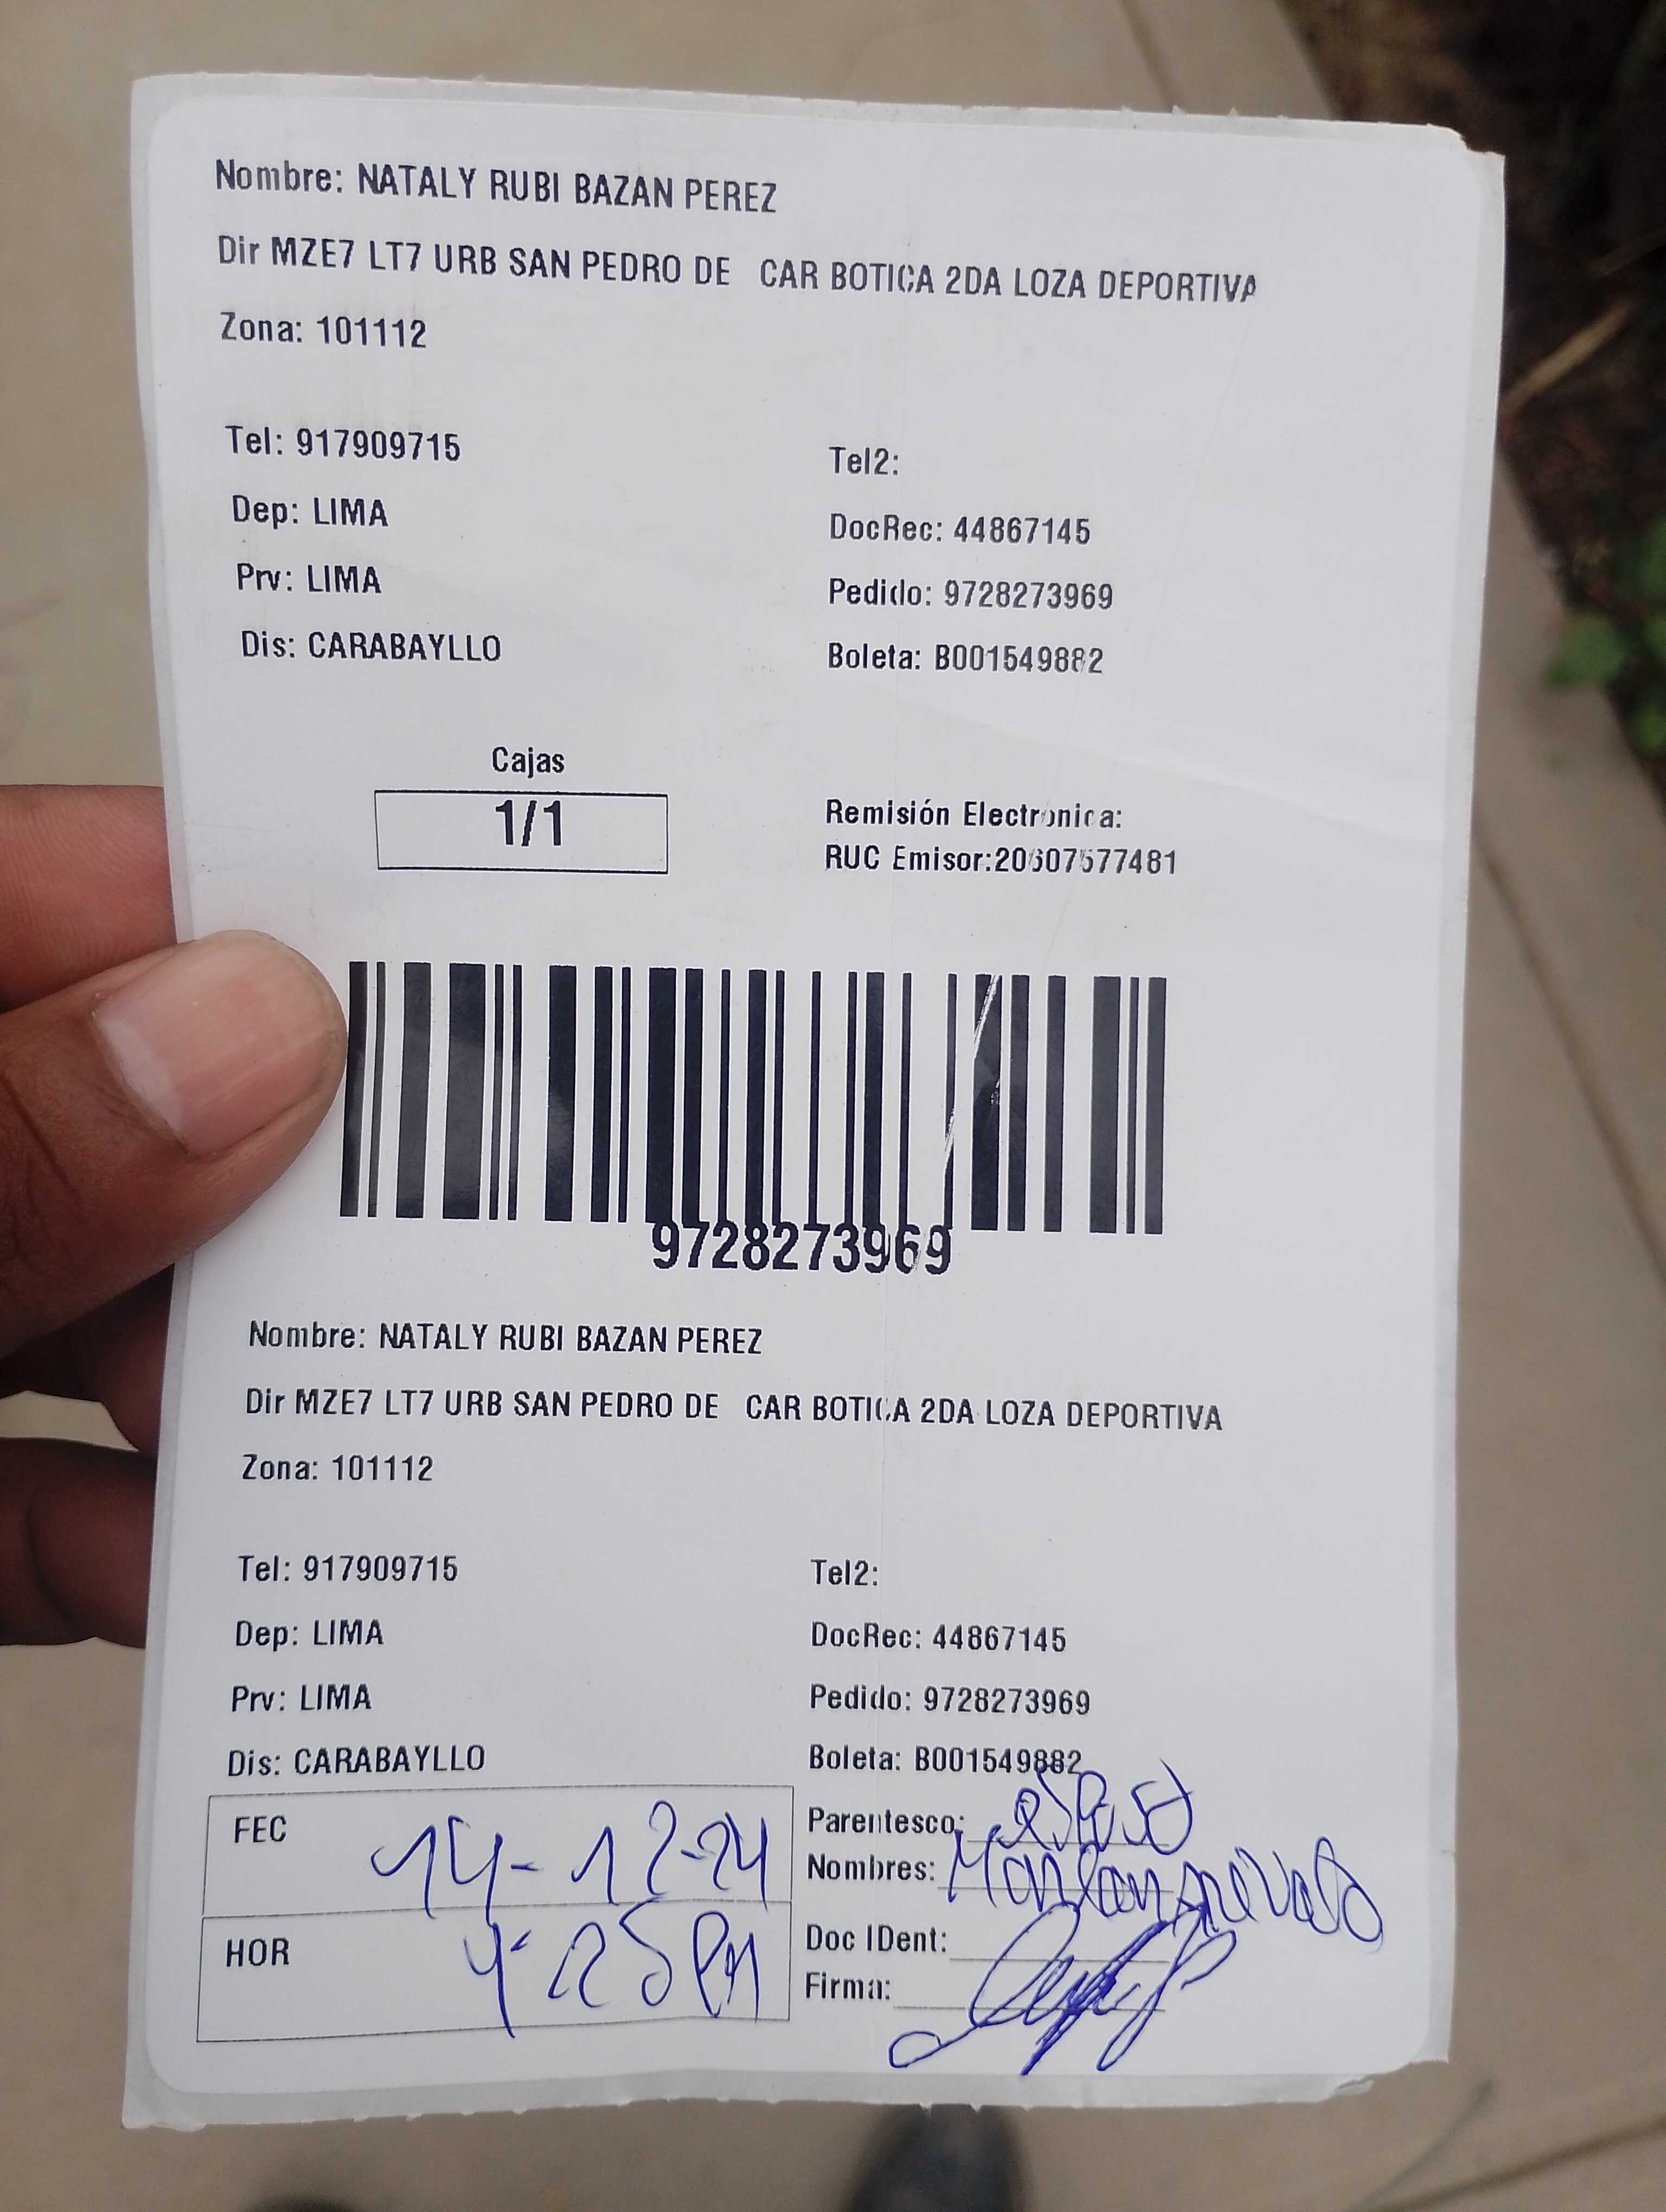 Nombre: NATALY RUBI BAZAN PEREZ
Dir MZE7 LT7 URB SAN PEDRO DE CAR BOTICA 2DA LOZA DEPORTIVA
Zona: 101112
Tel: 917909715
Tel2:
Dep: LIMA
DocRec: 44867145
Prv: LIMA
Pedido: 9728273969
Dis: CARABAYLLO
Boleta: B001549882
Cajas
1/1
Remisión Electronica:
RUC Emisor:20607577481
9728273969
Nombre: NATALY RUBI BAZAN PEREZ
Dir MZE7 LT7 URB SAN PEDRO DE CAR BOTICA 2DA LOZA DEPORTIVA
Zona: 101112
Tel: 917909715
Tel2:
Dep: LIMA
DocRec: 44867145
Prv: LIMA
Pedido: 9728273969
Dis: CARABAYLLO
Boleta: B001549882
FEC 14-12-24
Parentesco:
Nombres:
HOR 4:25 PM
Doc IDent:
Firma: